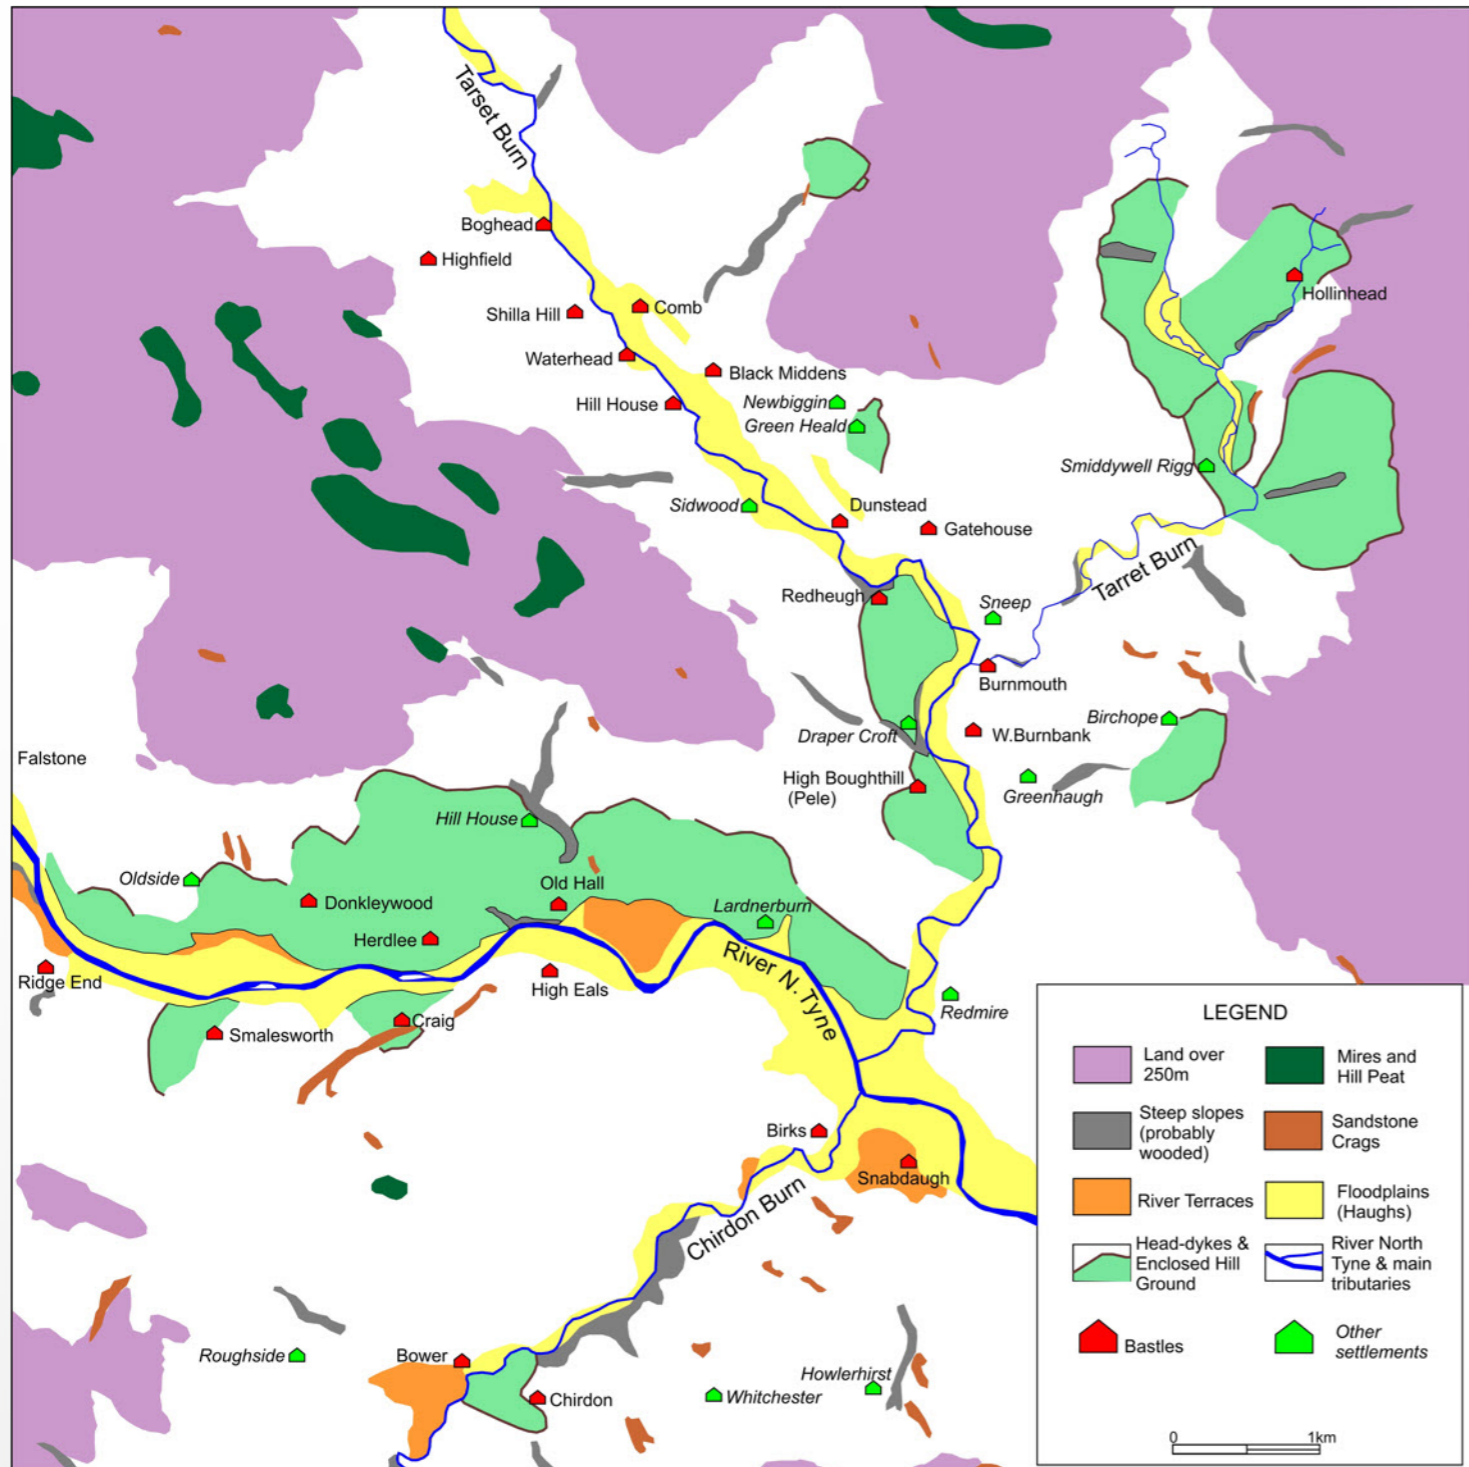 Tarset Burn
Boghead
Highfield
Hollinhead
Shilla Hill
Comb
Waterhead
Black Middens
Hill House
Newbiggin
Green Heald
Smiddywell Rigg
Sidwood
Dunstead
Gatehouse
Tarret Burn
Redheugh
Sneep
Burnmouth
Birchope
Draper Croft
W.Burnbank
Falstone
High Boughthill
(Pele)
Greenhaugh
Hill House
Oldside
Old Hall
Donkleywood
Lardnerburn
Herdlee
River N. Tyne
Ridge End
High Eals
Redmire
Smalesworth
Craig
Birks
Snabdaugh
Chirdon Burn
Roughside
Bower
Howlerhirst
Chirdon
Whitchester
LEGEND
Land over
250m
Mires and
Hill Peat
Steep slopes
(probably
wooded)
Sandstone
Crags
River Terraces
Floodplains
(Haughs)
Head-dykes &
Enclosed Hill
Ground
River North
Tyne & main
tributaries
Bastles
Other
settlements
0 1km